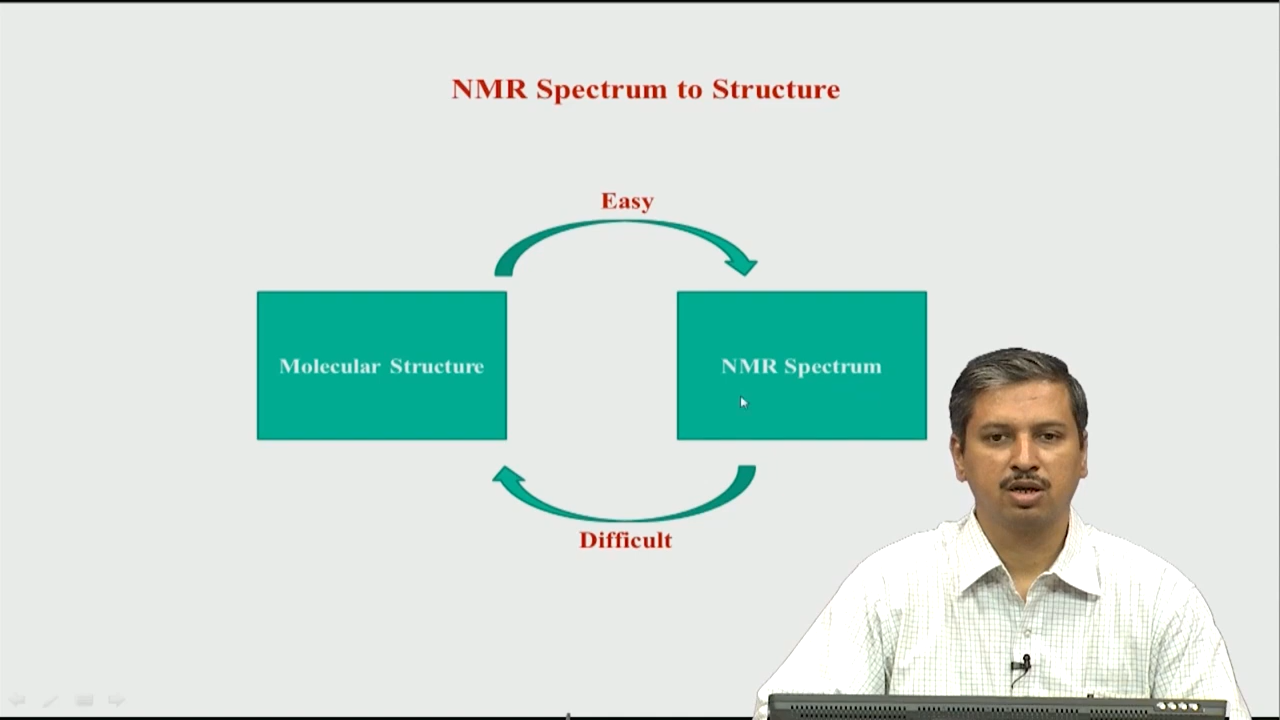 NMR Spectrum to Structure
Easy
Molecular Structure
NMR Spectrum
Difficult